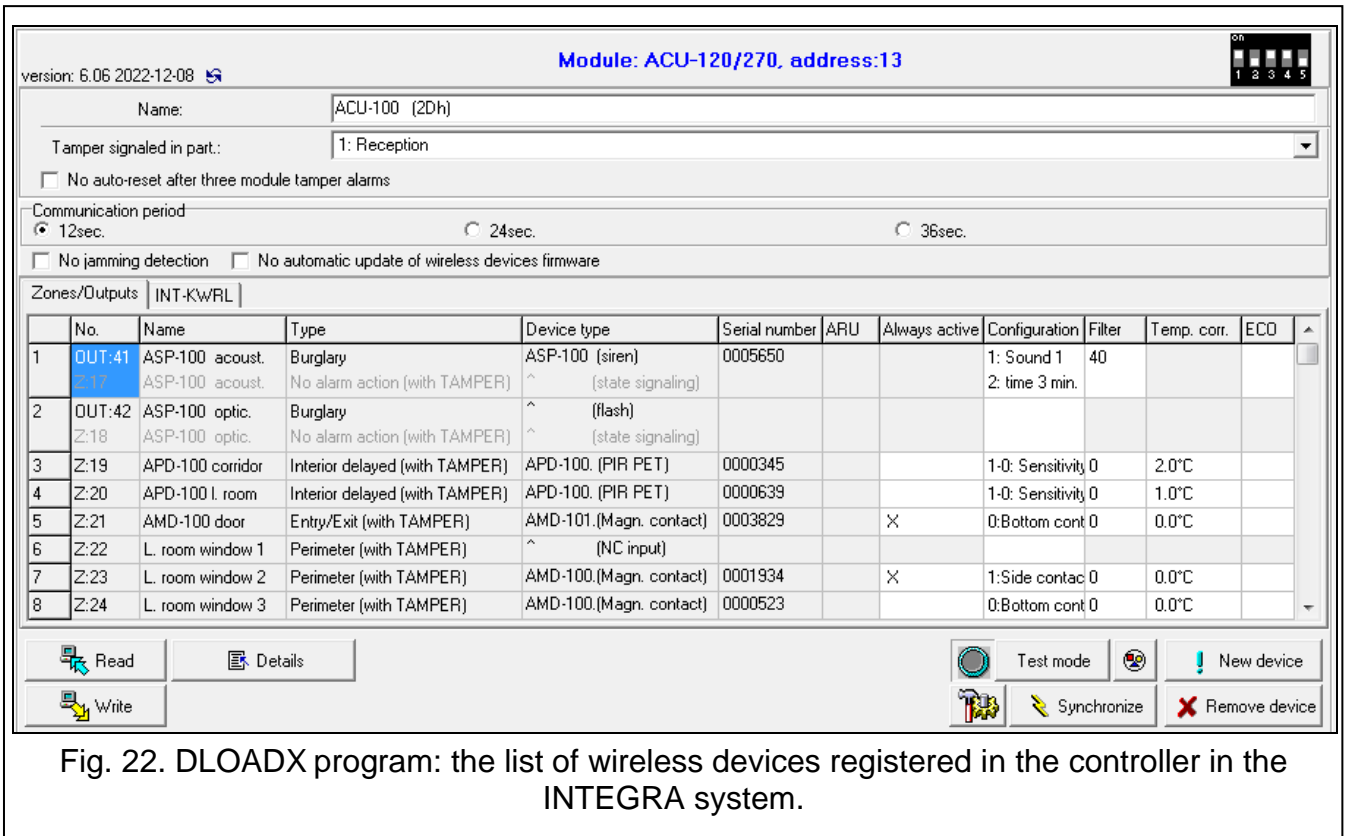 Module: ACU-120/270, address:13
on
1 2 3 4 5
version: 6.06 2022-12-08
Name: ACU-100 (2Dh)
Tamper signaled in part.: 1: Reception
No auto-reset after three module tamper alarms
Communication period
12sec. 24sec. 36sec.
No jamming detection No automatic update of wireless devices firmware
Zones/Outputs INT-KWRL
No. Name Type Device type Serial number ARU Always active Configuration Filter Temp. corr. ECO
1 OUT:41 ASP-100 acoust. Burglary ASP-100 (siren) 0005650 1: Sound 1 40
Z:17 ASP-100 acoust. No alarm action (with TAMPER) ^ (state signaling) 2: time 3 min.
2 OUT:42 ASP-100 optic. Burglary ^ (flash)
Z:18 ASP-100 optic. No alarm action (with TAMPER) ^ (state signaling)
3 Z:19 APD-100 corridor Interior delayed (with TAMPER) APD-100. (PIR PET) 0000345 1-0: Sensitivity 0 2.0°C
4 Z:20 APD-100 l. room Interior delayed (with TAMPER) APD-100. (PIR PET) 0000639 1-0: Sensitivity 0 1.0°C
5 Z:21 AMD-100 door Entry/Exit (with TAMPER) AMD-101.(Magn. contact) 0003829 X 0:Bottom cont 0 0.0°C
6 Z:22 L. room window 1 Perimeter (with TAMPER) ^ (NC input)
7 Z:23 L. room window 2 Perimeter (with TAMPER) AMD-100.(Magn. contact) 0001934 X 1:Side contac 0 0.0°C
8 Z:24 L. room window 3 Perimeter (with TAMPER) AMD-100.(Magn. contact) 0000523 0:Bottom cont 0 0.0°C
Read Details Test mode New device
Write Synchronize Remove device
Fig. 22. DLOADX program: the list of wireless devices registered in the controller in the
INTEGRA system.